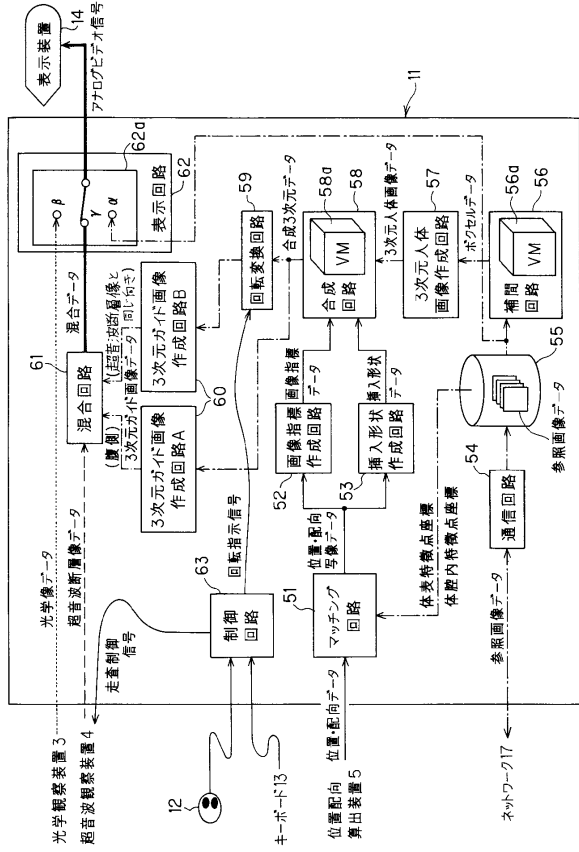 光学観察装置3
超音波観察装置4
光学像データ
超音波断層像データ
走査制御
信号
12
キーボード13
位置配向
算出装置5
位置・配向データ
ネットワーク17
参照画像データ
63
制御
回路
回転指示信号
51
マッチング
回路
位置・配向
写像データ
体表特徴点座標
体腔内特徴点座標
54
通信回路
55
参照画像データ
61
混合回路
混合データ
(腹側)
3次元ガイド画像データ
(超音波断層像と
同じ向き)
3次元ガイド画像
作成回路A
3次元ガイド画像
作成回路B
60
52
画像指標
作成回路
画像指標
データ
53
挿入形状
作成回路
挿入形状
データ
59
回転変換回路
合成3次元データ
58a
58
VM
合成
回路
3次元人体画像データ
57
3次元人体
画像作成回路
ボクセルデータ
56a
56
VM
補間
回路
β
γ
α
62a
62
表示回路
14
表示装置
アナログビデオ信号
11